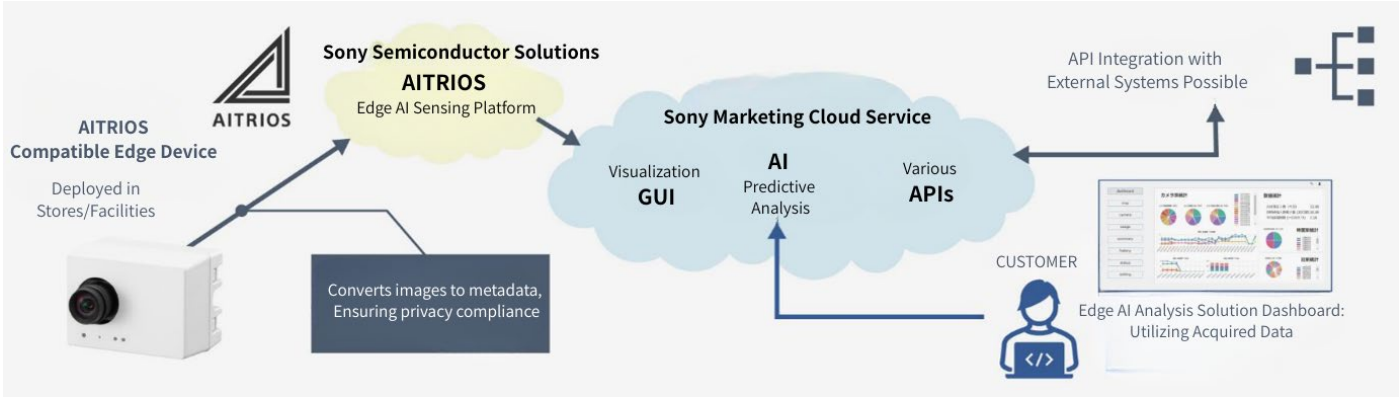 AITRIOS
Compatible Edge Device
Deployed in
Stores/Facilities
AITRIOS
Sony Semiconductor Solutions
AITRIOS
Edge AI Sensing Platform
Converts images to metadata,
Ensuring privacy compliance
Sony Marketing Cloud Service
Visualization
GUI
AI
Predictive
Analysis
Various
APIs
API Integration with
External Systems Possible
CUSTOMER
</>
Edge AI Analysis Solution Dashboard:
Utilizing Acquired Data